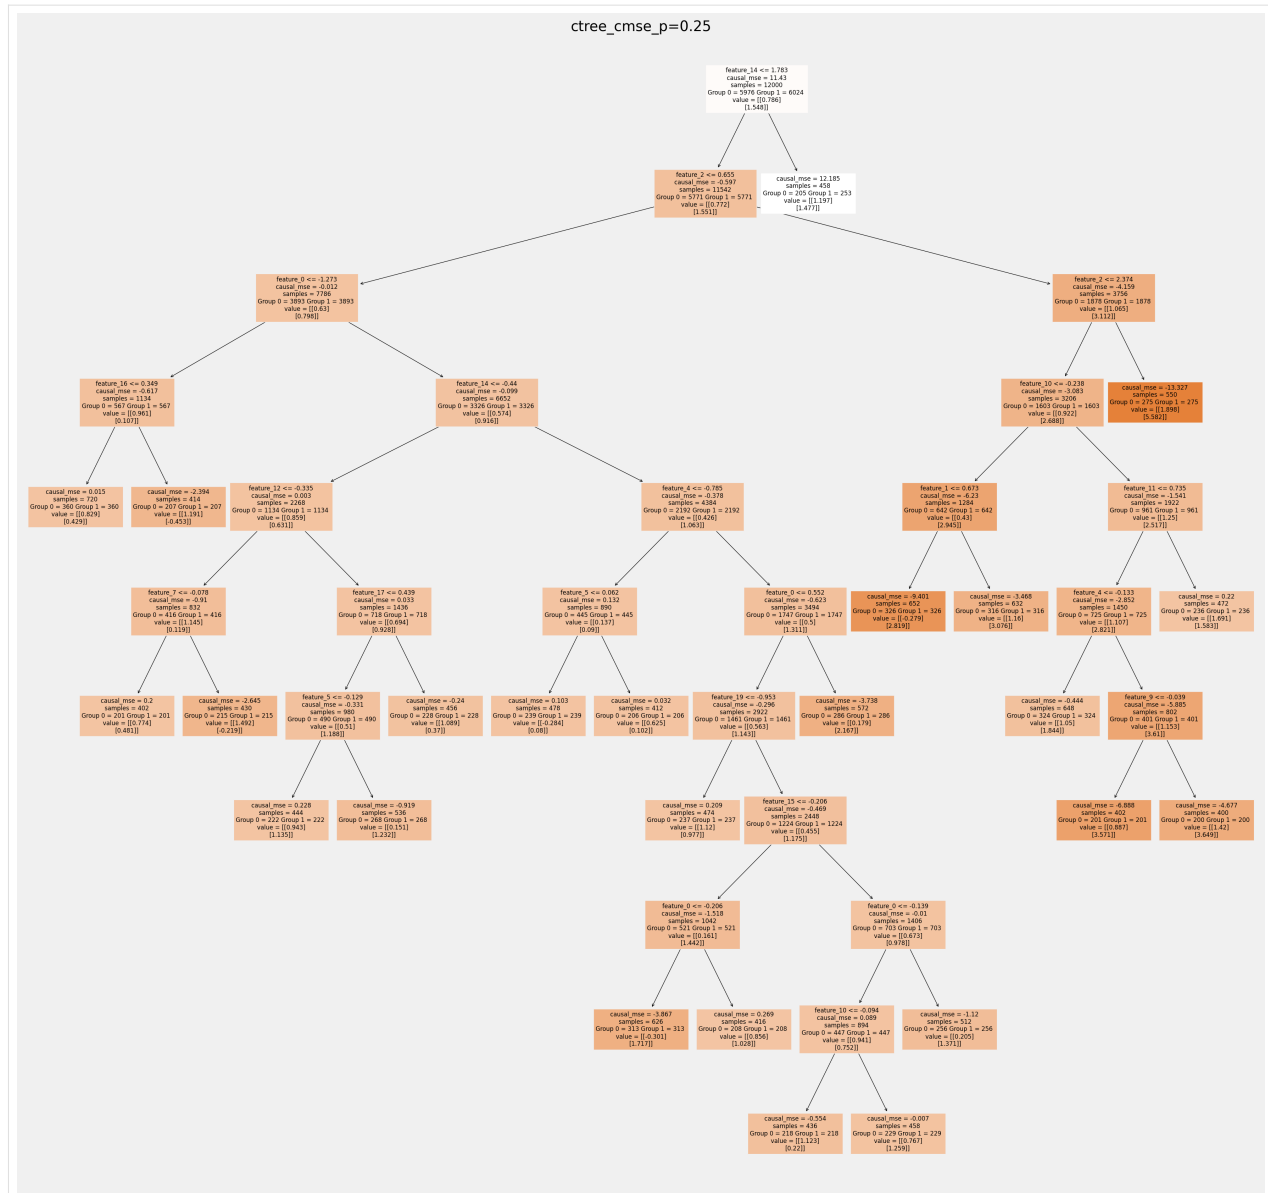 ctree_cmse_p=0.25
feature_14 <= 1.783
causal_mse = 11.43
samples = 12000
Group 0 = 5976 Group 1 = 6024
value = [[0.786]
[1.548]]
feature_2 <= 0.655
causal_mse = -0.597
samples = 11542
Group 0 = 5771 Group 1 = 5771
value = [[0.772]
[1.551]]
causal_mse = 12.185
samples = 458
Group 0 = 205 Group 1 = 253
value = [[1.197]
[1.477]]
feature_0 <= -1.273
causal_mse = -0.012
samples = 7786
Group 0 = 3893 Group 1 = 3893
value = [[0.63]
[0.798]]
feature_2 <= 2.374
causal_mse = -4.159
samples = 3756
Group 0 = 1878 Group 1 = 1878
value = [[1.065]
[3.112]]
feature_16 <= 0.349
causal_mse = -0.617
samples = 1134
Group 0 = 567 Group 1 = 567
value = [[0.961]
[0.107]]
feature_14 <= -0.44
causal_mse = -0.099
samples = 6652
Group 0 = 3326 Group 1 = 3326
value = [[0.574]
[0.916]]
feature_10 <= -0.238
causal_mse = -3.083
samples = 3206
Group 0 = 1603 Group 1 = 1603
value = [[0.922]
[2.688]]
causal_mse = -13.327
samples = 550
Group 0 = 275 Group 1 = 275
value = [[1.898]
[5.582]]
causal_mse = 0.015
samples = 720
Group 0 = 360 Group 1 = 360
value = [[0.829]
[0.429]]
causal_mse = -2.394
samples = 414
Group 0 = 207 Group 1 = 207
value = [[1.191]
[-0.453]]
feature_12 <= -0.335
causal_mse = 0.003
samples = 2268
Group 0 = 1134 Group 1 = 1134
value = [[0.859]
[0.631]]
feature_4 <= -0.785
causal_mse = -0.378
samples = 4384
Group 0 = 2192 Group 1 = 2192
value = [[0.426]
[1.063]]
feature_1 <= 0.673
causal_mse = -6.23
samples = 1284
Group 0 = 642 Group 1 = 642
value = [[0.43]
[2.945]]
feature_11 <= 0.735
causal_mse = -1.541
samples = 1922
Group 0 = 961 Group 1 = 961
value = [[1.25]
[2.517]]
feature_7 <= -0.078
causal_mse = -0.91
samples = 832
Group 0 = 416 Group 1 = 416
value = [[1.145]
[0.119]]
feature_17 <= 0.439
causal_mse = 0.033
samples = 1436
Group 0 = 718 Group 1 = 718
value = [[0.694]
[0.928]]
feature_5 <= 0.062
causal_mse = 0.132
samples = 890
Group 0 = 445 Group 1 = 445
value = [[0.137]
[0.09]]
feature_0 <= 0.552
causal_mse = -0.623
samples = 3494
Group 0 = 1747 Group 1 = 1747
value = [[0.5]
[1.311]]
causal_mse = -9.401
samples = 652
Group 0 = 326 Group 1 = 326
value = [[-0.279]
[2.819]]
causal_mse = -3.468
samples = 632
Group 0 = 316 Group 1 = 316
value = [[1.16]
[3.076]]
feature_4 <= -0.133
causal_mse = -2.852
samples = 1450
Group 0 = 725 Group 1 = 725
value = [[1.107]
[2.821]]
causal_mse = 0.22
samples = 472
Group 0 = 236 Group 1 = 236
value = [[1.691]
[1.583]]
causal_mse = 0.2
samples = 402
Group 0 = 201 Group 1 = 201
value = [[0.774]
[0.481]]
causal_mse = -2.645
samples = 430
Group 0 = 215 Group 1 = 215
value = [[1.492]
[-0.219]]
feature_5 <= -0.129
causal_mse = -0.331
samples = 980
Group 0 = 490 Group 1 = 490
value = [[0.51]
[1.188]]
causal_mse = -0.24
samples = 456
Group 0 = 228 Group 1 = 228
value = [[1.089]
[0.37]]
causal_mse = 0.103
samples = 478
Group 0 = 239 Group 1 = 239
value = [[-0.284]
[0.08]]
causal_mse = 0.032
samples = 412
Group 0 = 206 Group 1 = 206
value = [[0.625]
[0.102]]
feature_19 <= -0.953
causal_mse = -0.296
samples = 2922
Group 0 = 1461 Group 1 = 1461
value = [[0.563]
[1.143]]
causal_mse = -3.738
samples = 572
Group 0 = 286 Group 1 = 286
value = [[0.179]
[2.167]]
causal_mse = -0.444
samples = 648
Group 0 = 324 Group 1 = 324
value = [[1.05]
[1.844]]
feature_9 <= -0.039
causal_mse = -5.885
samples = 802
Group 0 = 401 Group 1 = 401
value = [[1.153]
[3.61]]
causal_mse = 0.228
samples = 444
Group 0 = 222 Group 1 = 222
value = [[0.943]
[1.135]]
causal_mse = -0.919
samples = 536
Group 0 = 268 Group 1 = 268
value = [[0.151]
[1.232]]
causal_mse = 0.209
samples = 474
Group 0 = 237 Group 1 = 237
value = [[1.12]
[0.977]]
feature_15 <= -0.206
causal_mse = -0.469
samples = 2448
Group 0 = 1224 Group 1 = 1224
value = [[0.455]
[1.175]]
causal_mse = -6.888
samples = 402
Group 0 = 201 Group 1 = 201
value = [[0.887]
[3.571]]
causal_mse = -4.677
samples = 400
Group 0 = 200 Group 1 = 200
value = [[1.42]
[3.649]]
feature_0 <= -0.206
causal_mse = -1.518
samples = 1042
Group 0 = 521 Group 1 = 521
value = [[0.161]
[1.442]]
feature_0 <= -0.139
causal_mse = -0.01
samples = 1406
Group 0 = 703 Group 1 = 703
value = [[0.673]
[0.978]]
causal_mse = -3.867
samples = 626
Group 0 = 313 Group 1 = 313
value = [[-0.301]
[1.717]]
causal_mse = 0.269
samples = 416
Group 0 = 208 Group 1 = 208
value = [[0.856]
[1.028]]
feature_10 <= -0.094
causal_mse = 0.089
samples = 894
Group 0 = 447 Group 1 = 447
value = [[0.941]
[0.752]]
causal_mse = -1.12
samples = 512
Group 0 = 256 Group 1 = 256
value = [[0.205]
[1.371]]
causal_mse = -0.554
samples = 436
Group 0 = 218 Group 1 = 218
value = [[1.123]
[0.22]]
causal_mse = -0.007
samples = 458
Group 0 = 229 Group 1 = 229
value = [[0.767]
[1.259]]